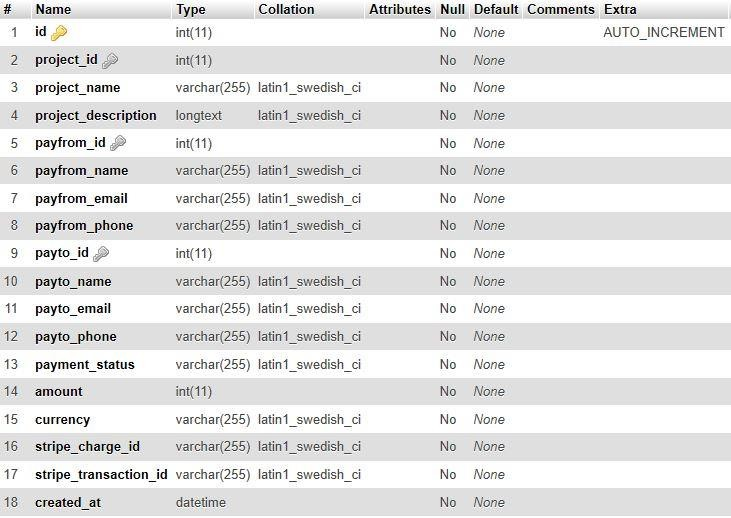 # Name Type Collation Attributes Null Default Comments Extra
1 id int(11) No None AUTO_INCREMENT
2 project_id int(11) No None
3 project_name varchar(255) latin1_swedish_ci No None
4 project_description longtext latin1_swedish_ci No None
5 payfrom_id int(11) No None
6 payfrom_name varchar(255) latin1_swedish_ci No None
7 payfrom_email varchar(255) latin1_swedish_ci No None
8 payfrom_phone varchar(255) latin1_swedish_ci No None
9 payto_id int(11) No None
10 payto_name varchar(255) latin1_swedish_ci No None
11 payto_email varchar(255) latin1_swedish_ci No None
12 payto_phone varchar(255) latin1_swedish_ci No None
13 payment_status varchar(255) latin1_swedish_ci No None
14 amount int(11) No None
15 currency varchar(255) latin1_swedish_ci No None
16 stripe_charge_id varchar(255) latin1_swedish_ci No None
17 stripe_transaction_id varchar(255) latin1_swedish_ci No None
18 created_at datetime No None